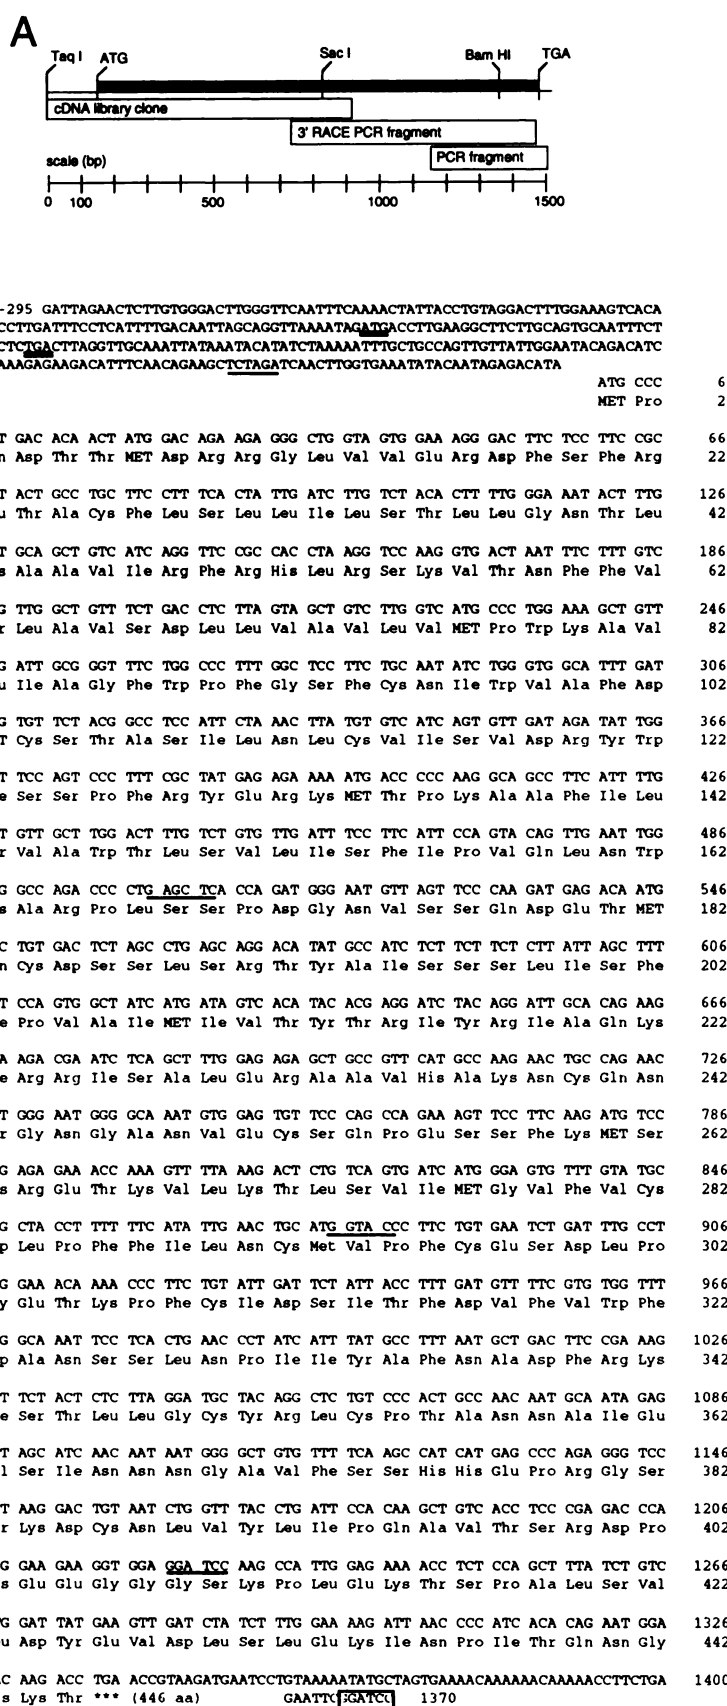 A
Taq I ATG Sac I Bam HI TGA
cDNA library clone
3' RACE PCR fragment
PCR fragment
scale (bp)
0 100 500 1000 1500
-295 GATTAGAACTCTTGTGGGACTTGGGTTCAATTTCAAAACTATTACCTGTAGGACTTTGGAAAGTCACA
CCTTGATTTCCTCATTTTGACAATTAGCAGGTTAAAATAGATGACCTTGAAGGCTTCTTGCAGTGCAATTTCT
CTCTGACTTAGGTTGCAAATTATAAATACATATCTAAAAATTTGCTGCCAGTTGTTATTGGAATACAGACATC
AAAGAGAAGACATTTCAACAGAAGCTCTAGATCAACTTGGTGAAATATACAATAGAGACATA
ATG CCC 6
MET Pro 2
T GAC ACA ACT ATG GAC AGA AGA GGG CTG GTA GTG GAA AGG GAC TTC TCC TTC CGC 66
n Asp Thr Thr MET Asp Arg Arg Gly Leu Val Val Glu Arg Asp Phe Ser Phe Arg 22
T ACT GCC TGC TTC CTT TCA CTA TTG ATC TTG TCT ACA CTT TTG GGA AAT ACT TTG 126
u Thr Ala Cys Phe Leu Ser Leu Leu Ile Leu Ser Thr Leu Leu Gly Asn Thr Leu 42
T GCA GCT GTC ATC AGG TTC CGC CAC CTA AGG TCC AAG GTG ACT AAT TTC TTT GTC 186
s Ala Ala Val Ile Arg Phe Arg His Leu Arg Ser Lys Val Thr Asn Phe Phe Val 62
G TTG GCT GTT TCT GAC CTC TTA GTA GCT GTC TTG GTC ATG CCC TGG AAA GCT GTT 246
r Leu Ala Val Ser Asp Leu Leu Val Ala Val Leu Val MET Pro Trp Lys Ala Val 82
G ATT GCG GGT TTC TGG CCC TTT GGC TCC TTC TGC AAT ATC TGG GTG GCA TTT GAT 306
u Ile Ala Gly Phe Trp Pro Phe Gly Ser Phe Cys Asn Ile Trp Val Ala Phe Asp 102
G TGT TCT ACG GCC TCC ATT CTA AAC TTA TGT GTC ATC AGT GTT GAT AGA TAT TGG 366
T Cys Ser Thr Ala Ser Ile Leu Asn Leu Cys Val Ile Ser Val Asp Arg Tyr Trp 122
T TCC AGT CCC TTT CGC TAT GAG AGA AAA ATG ACC CCC AAG GCA GCC TTC ATT TTG 426
e Ser Ser Pro Phe Arg Tyr Glu Arg Lys MET Thr Pro Lys Ala Ala Phe Ile Leu 142
T GTT GCT TGG ACT TTG TCT GTG TTG ATT TCC TTC ATT CCA GTA CAG TTG AAT TGG 486
r Val Ala Trp Thr Leu Ser Val Leu Ile Ser Phe Ile Pro Val Gln Leu Asn Trp 162
G GCC AGA CCC CTG AGC TCA CCA GAT GGG AAT GTT AGT TCC CAA GAT GAG ACA ATG 546
s Ala Arg Pro Leu Ser Ser Pro Asp Gly Asn Val Ser Ser Gln Asp Glu Thr MET 182
C TGT GAC TCT AGC CTG AGC AGG ACA TAT GCC ATC TCT TCT TCT CTT ATT AGC TTT 606
n Cys Asp Ser Ser Leu Ser Arg Thr Tyr Ala Ile Ser Ser Ser Leu Ile Ser Phe 202
T CCA GTG GCT ATC ATG ATA GTC ACA TAC ACG AGG ATC TAC AGG ATT GCA CAG AAG 666
e Pro Val Ala Ile MET Ile Val Thr Tyr Thr Arg Ile Tyr Arg Ile Ala Gln Lys 222
A AGA CGA ATC TCA GCT TTG GAG AGA GCT GCC GTT CAT GCC AAG AAC TGC CAG AAC 726
e Arg Arg Ile Ser Ala Leu Glu Arg Ala Ala Val His Ala Lys Asn Cys Gln Asn 242
T GGG AAT GGG GCA AAT GTG GAG TGT TCC CAG CCA GAA AGT TCC TTC AAG ATG TCC 786
r Gly Asn Gly Ala Asn Val Glu Cys Ser Gln Pro Glu Ser Ser Phe Lys MET Ser 262
G AGA GAA ACC AAA GTT TTA AAG ACT CTG TCA GTG ATC ATG GGA GTG TTT GTA TGC 846
s Arg Glu Thr Lys Val Leu Lys Thr Leu Ser Val Ile MET Gly Val Phe Val Cys 282
G CTA CCT TTT TTC ATA TTG AAC TGC ATG GTA CCC TTC TGT GAA TCT GAT TTG CCT 906
p Leu Pro Phe Phe Ile Leu Asn Cys Met Val Pro Phe Cys Glu Ser Asp Leu Pro 302
G GAA ACA AAA CCC TTC TGT ATT GAT TCT ATT ACC TTT GAT GTT TTC GTG TGG TTT 966
y Glu Thr Lys Pro Phe Cys Ile Asp Ser Ile Thr Phe Asp Val Phe Val Trp Phe 322
G GCA AAT TCC TCA CTG AAC CCT ATC ATT TAT GCC TTT AAT GCT GAC TTC CGA AAG 1026
p Ala Asn Ser Ser Leu Asn Pro Ile Ile Tyr Ala Phe Asn Ala Asp Phe Arg Lys 342
T TCT ACT CTC TTA GGA TGC TAC AGG CTC TGT CCC ACT GCC AAC AAT GCA ATA GAG 1086
e Ser Thr Leu Leu Gly Cys Tyr Arg Leu Cys Pro Thr Ala Asn Asn Ala Ile Glu 362
T AGC ATC AAC AAT AAT GGG GCT GTG TTT TCA AGC CAT CAT GAG CCC AGA GGG TCC 1146
l Ser Ile Asn Asn Asn Gly Ala Val Phe Ser Ser His His Glu Pro Arg Gly Ser 382
T AAG GAC TGT AAT CTG GTT TAC CTG ATT CCA CAA GCT GTC ACC TCC CGA GAC CCA 1206
r Lys Asp Cys Asn Leu Val Tyr Leu Ile Pro Gln Ala Val Thr Ser Arg Asp Pro 402
G GAA GAA GGT GGA GGA TCC AAG CCA TTG GAG AAA ACC TCT CCA GCT TTA TCT GTC 1266
s Glu Glu Gly Gly Gly Ser Lys Pro Leu Glu Lys Thr Ser Pro Ala Leu Ser Val 422
G GAT TAT GAA GTT GAT CTA TCT TTG GAA AAG ATT AAC CCC ATC ACA CAG AAT GGA 1326
u Asp Tyr Glu Val Asp Leu Ser Leu Glu Lys Ile Asn Pro Ile Thr Gln Asn Gly 442
C AAG ACC TGA ACCGTAAGATGAATCCTGTAAAAATATGCTAGTGAAAACAAAAAACAAAAACCTTCTGA 1400
s Lys Thr *** (446 aa) GAATTCGGATCC 1370